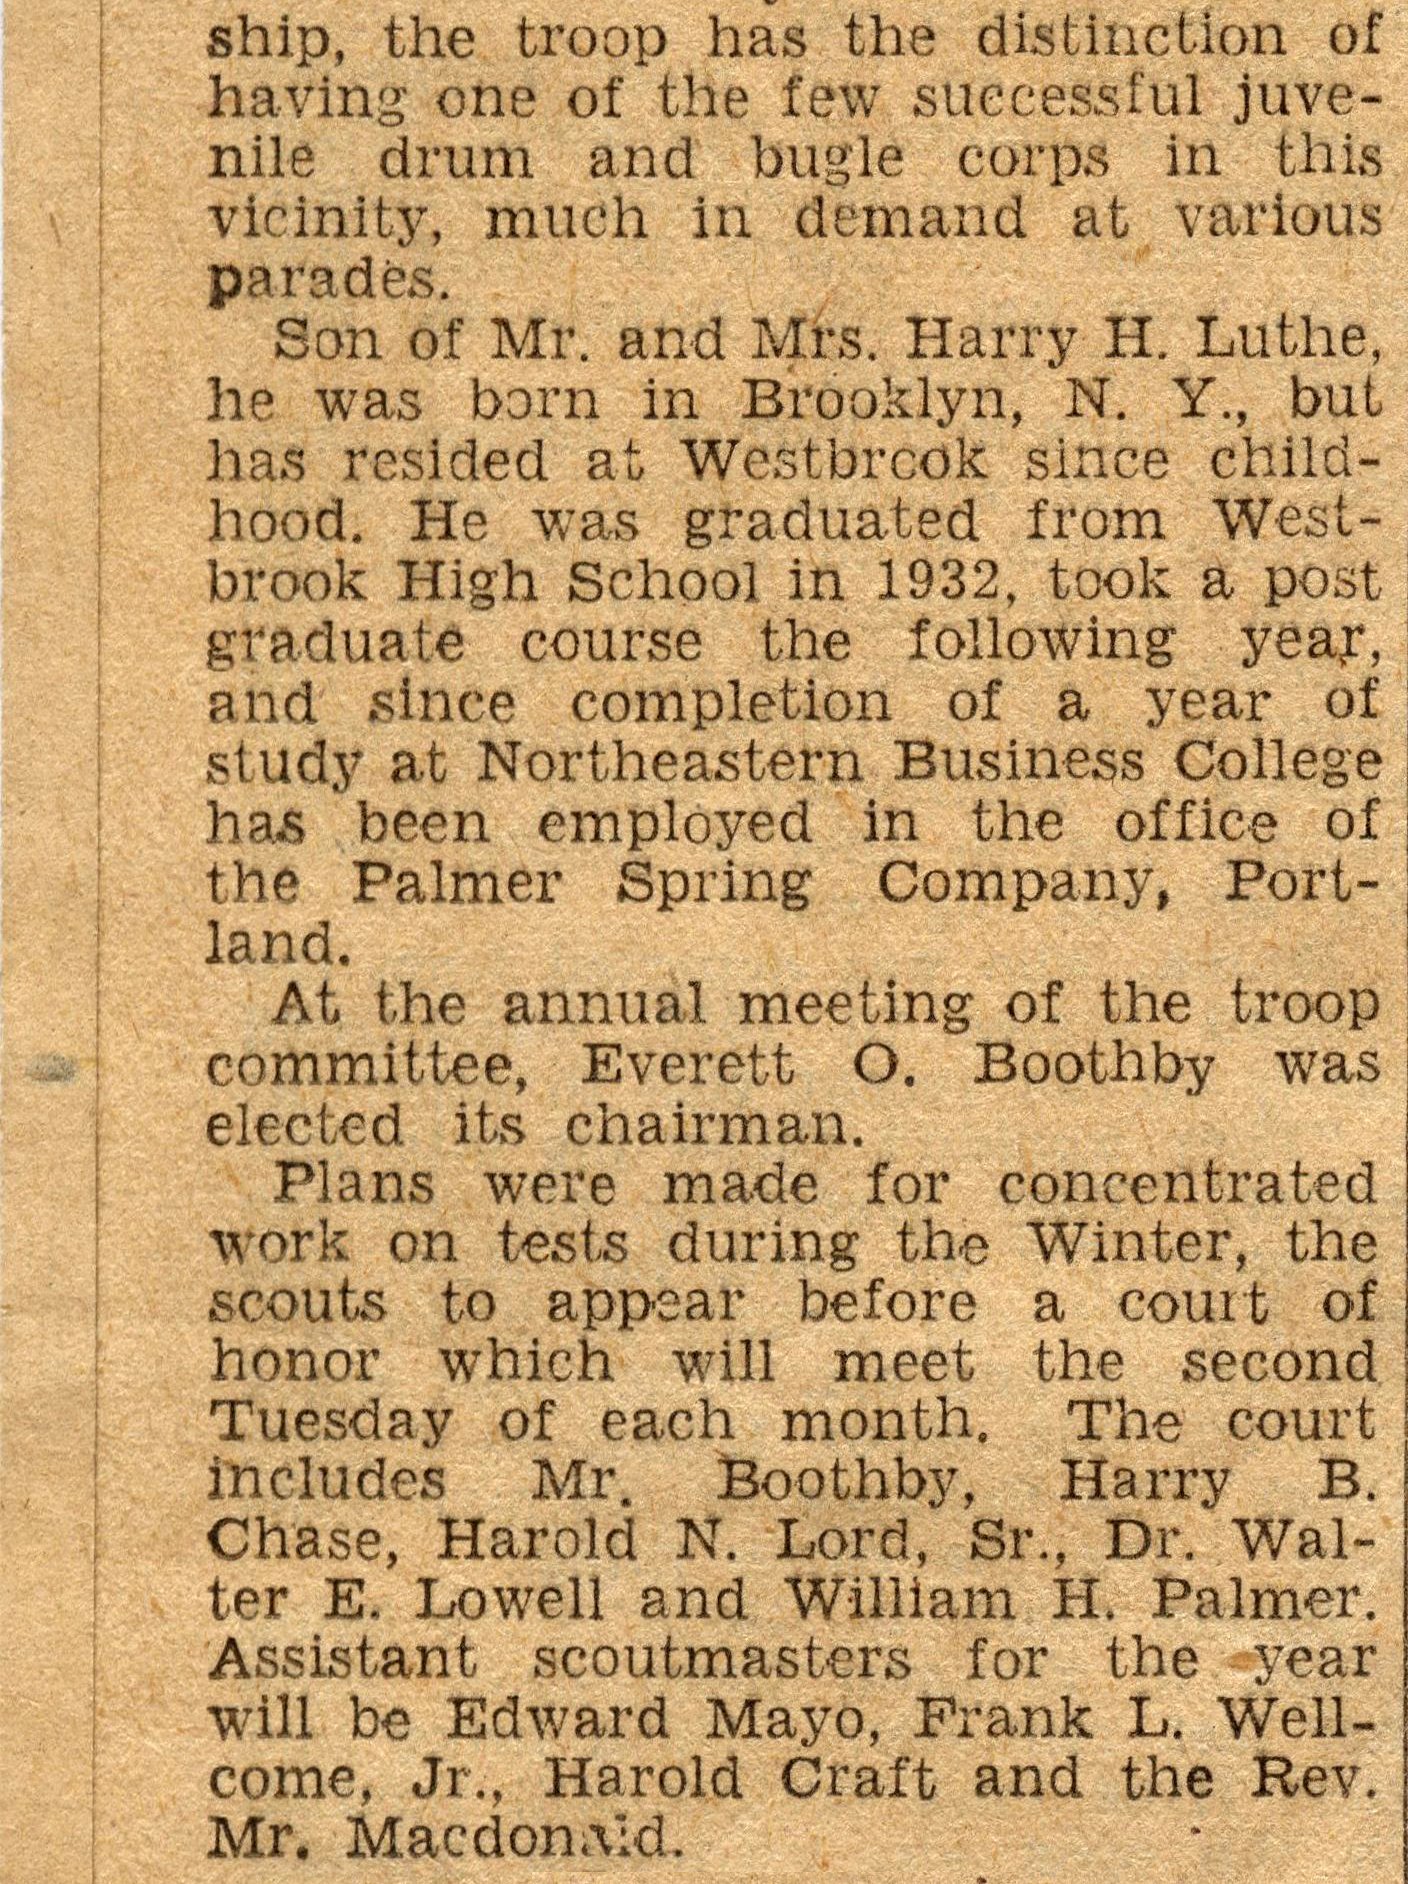 ship, the troop has the distinction of
having one of the few successful juve-
nile drum and bugle corps in this
vicinity, much in demand at various
parades.
Son of Mr. and Mrs. Harry H. Luthe,
he was born in Brooklyn, N. Y., but
has resided at Westbrook since child-
hood. He was graduated from West-
brook High School in 1932, took a post
graduate course the following year,
and since completion of a year of
study at Northeastern Business College
has been employed in the office of
the Palmer Spring Company, Port-
land.
At the annual meeting of the troop
committee, Everett O. Boothby was
elected its chairman.
Plans were made for concentrated
work on tests during the Winter, the
scouts to appear before a court of
honor which will meet the second
Tuesday of each month. The court
includes Mr. Boothby, Harry B.
Chase, Harold N. Lord, Sr., Dr. Wal-
ter E. Lowell and William H. Palmer.
Assistant scoutmasters for the year
will be Edward Mayo, Frank L. Well-
come, Jr., Harold Craft and the Rev.
Mr. Macdonald.